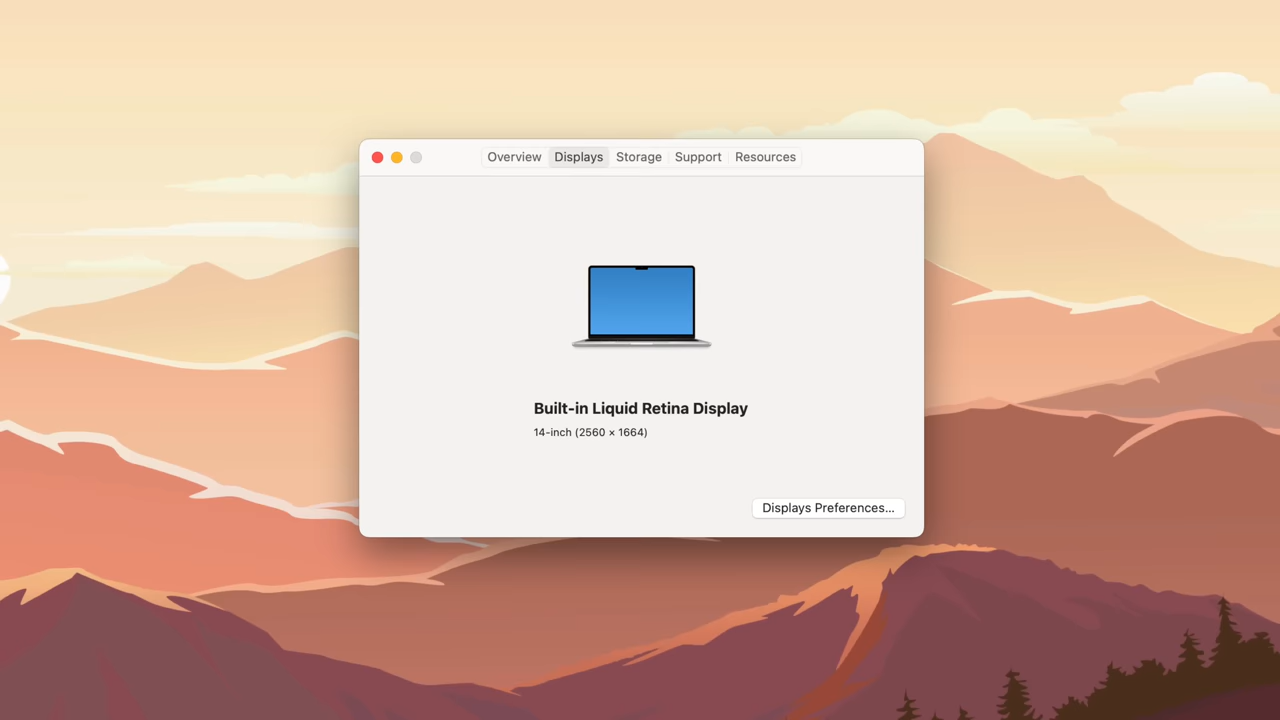 Overview Displays Storage Support Resources
Built-in Liquid Retina Display
14-inch (2560 × 1664)
Displays Preferences...